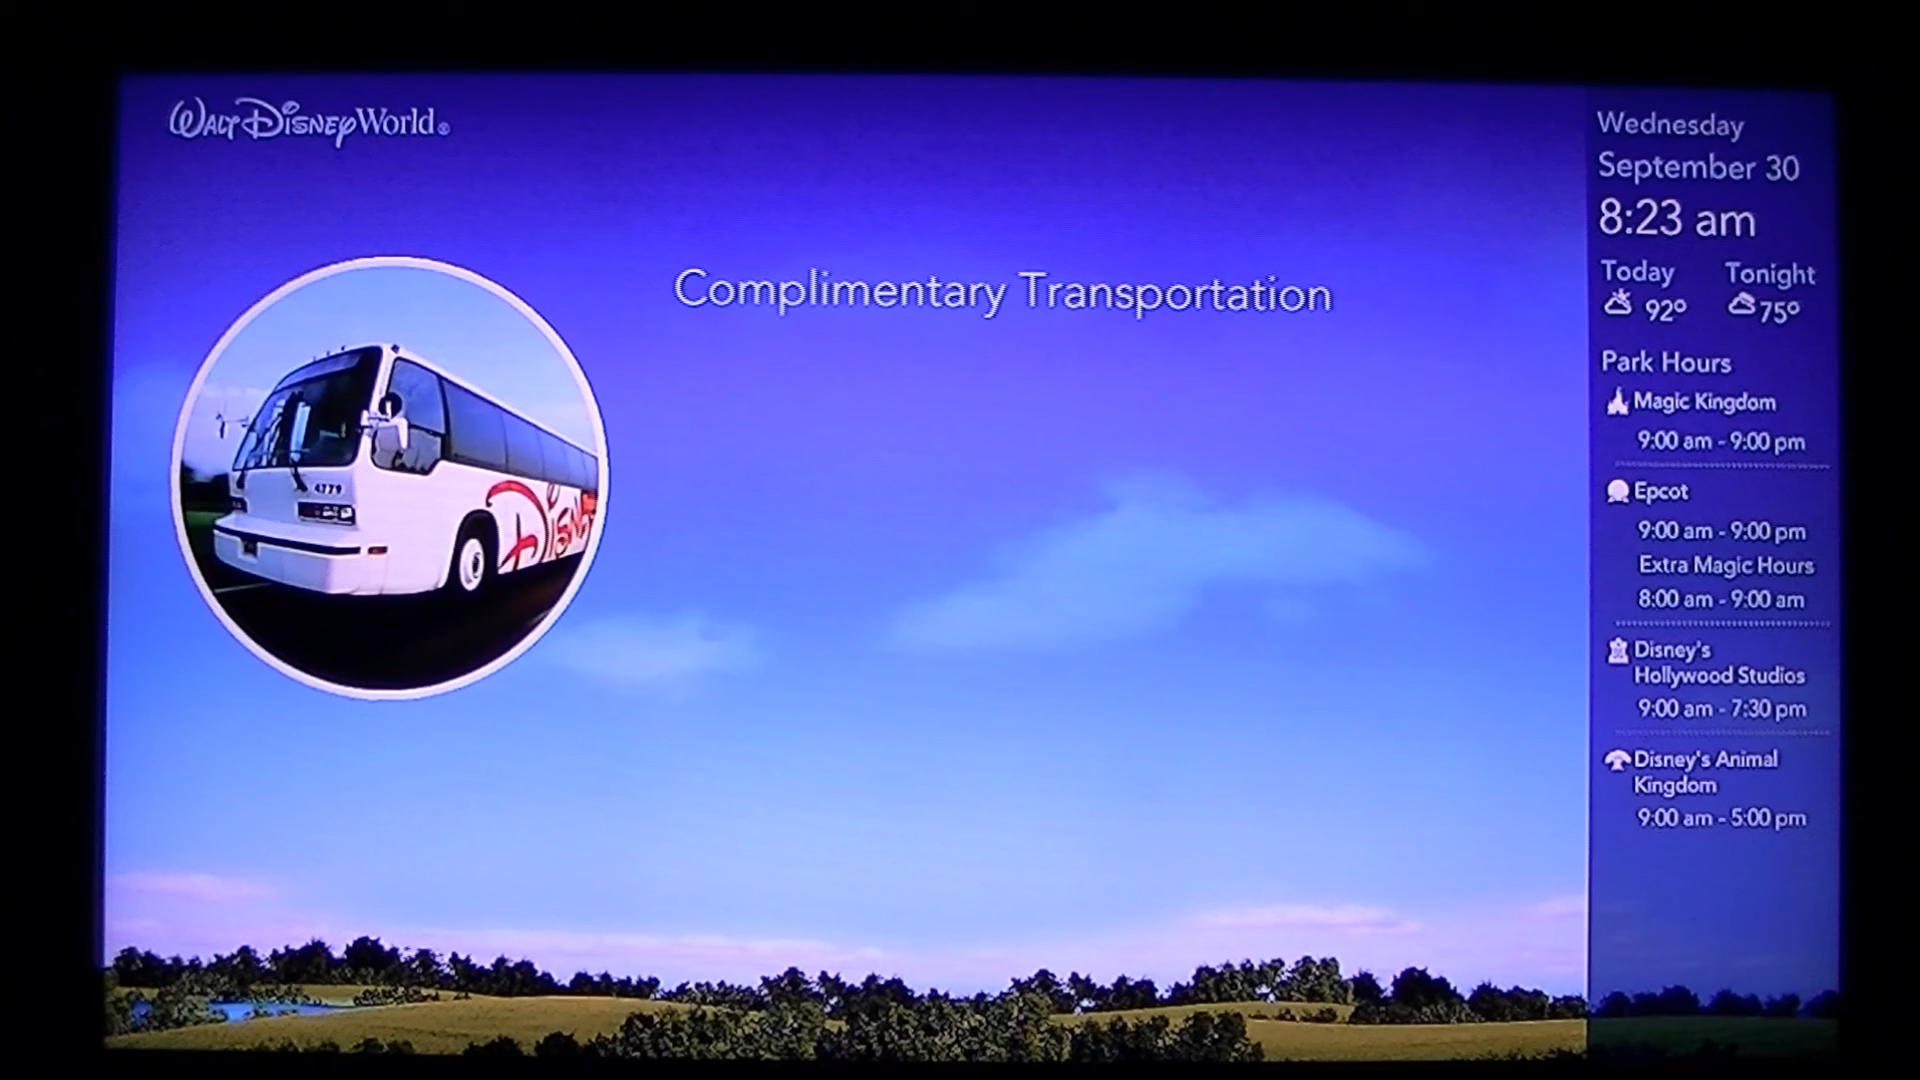 Walt Disney World®
Complimentary Transportation
4779
Disney
Wednesday
September 30
8:23 am
Today Tonight
92° 75°
Park Hours
Magic Kingdom
9:00 am - 9:00 pm
Epcot
9:00 am - 9:00 pm
Extra Magic Hours
8:00 am - 9:00 am
Disney's
Hollywood Studios
9:00 am - 7:30 pm
Disney's Animal
Kingdom
9:00 am - 5:00 pm